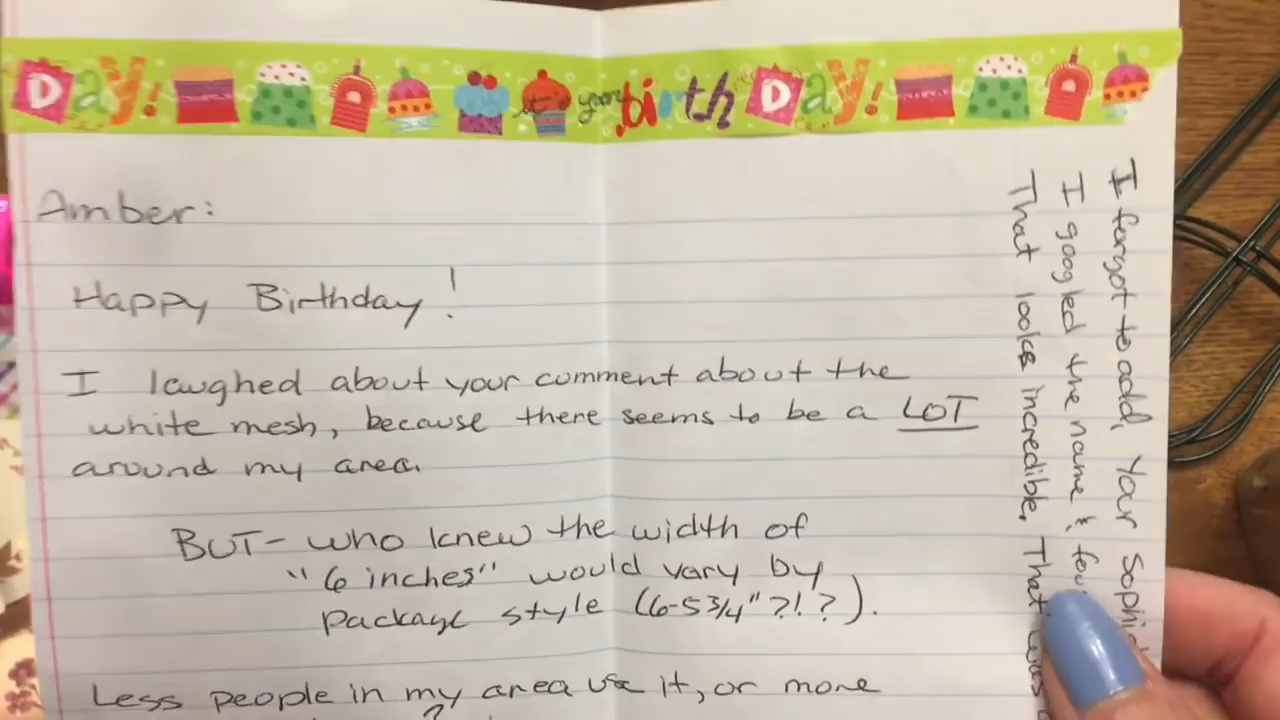 Day! it's your birthDay!
Amber:
Happy Birthday!
I laughed about your comment about the
white mesh, because there seems to be a LOT
around my area.
BUT- who knew the width of
"6 inches" would vary by
package style (6-5 3/4" ?!?).
Less people in my area use it, or more
?
I forgot to add, Your
I googled the name &
That looks incredible. That was